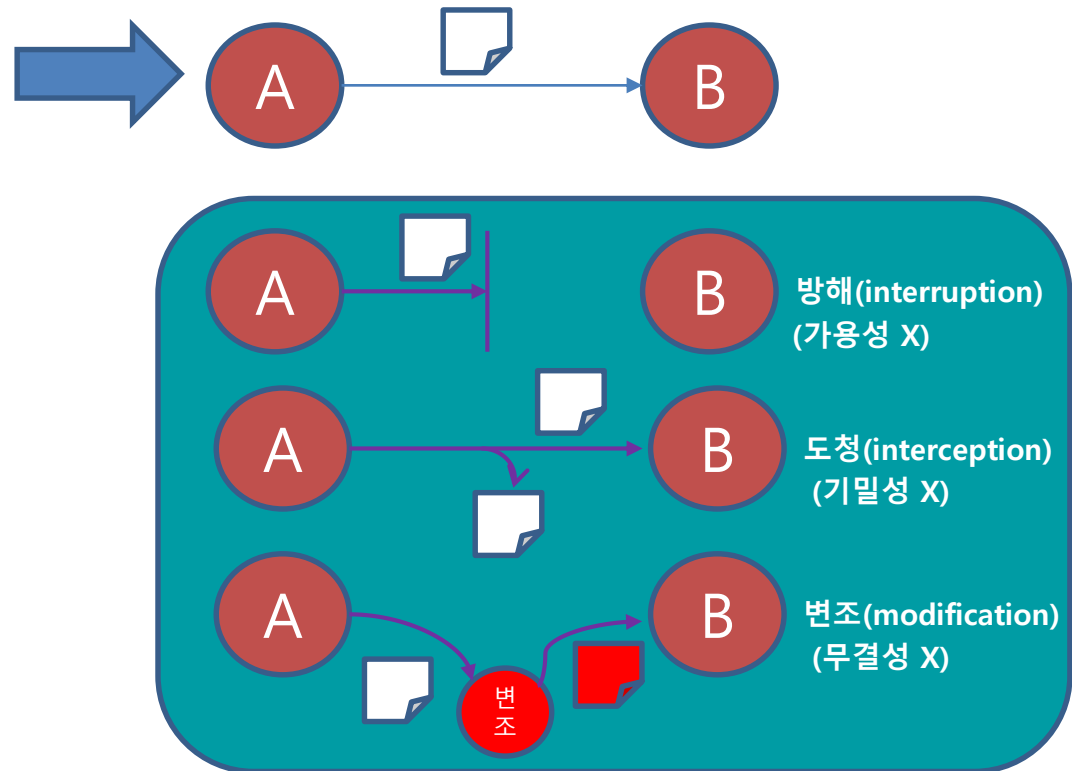 A
B
A
B
방해(interruption)
(가용성 X)
A
B
도청(interception)
(기밀성 X)
A
B
변조(modification)
(무결성 X)
변
조